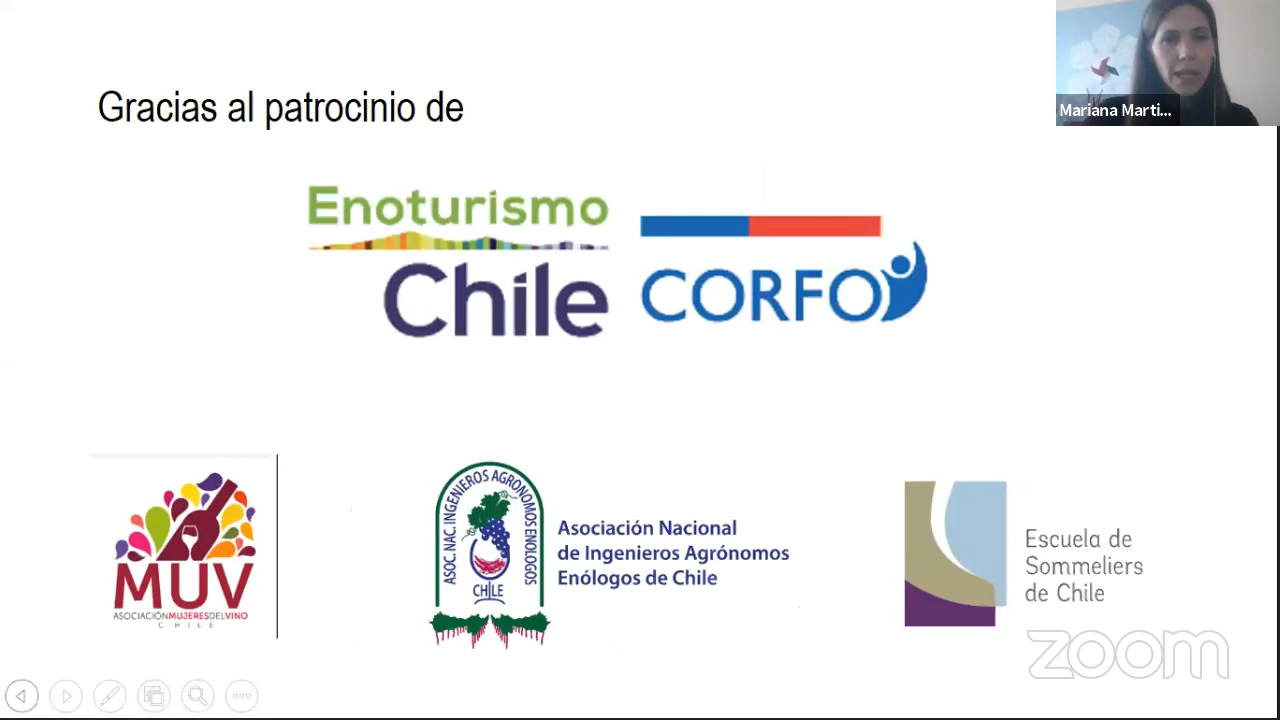 Mariana Marti...
Gracias al patrocinio de
Enoturismo
Chile
CORFO
MUV
ASOCIACIÓNMUJERESDELVINO
CHILE
ASOC. NAC. INGENIEROS AGRONOMOS ENOLOGOS
CHILE
Asociación Nacional
de Ingenieros Agrónomos
Enólogos de Chile
Escuela de
Sommeliers
de Chile
zoom